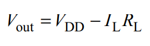 V_out = V_DD − I_L R_L